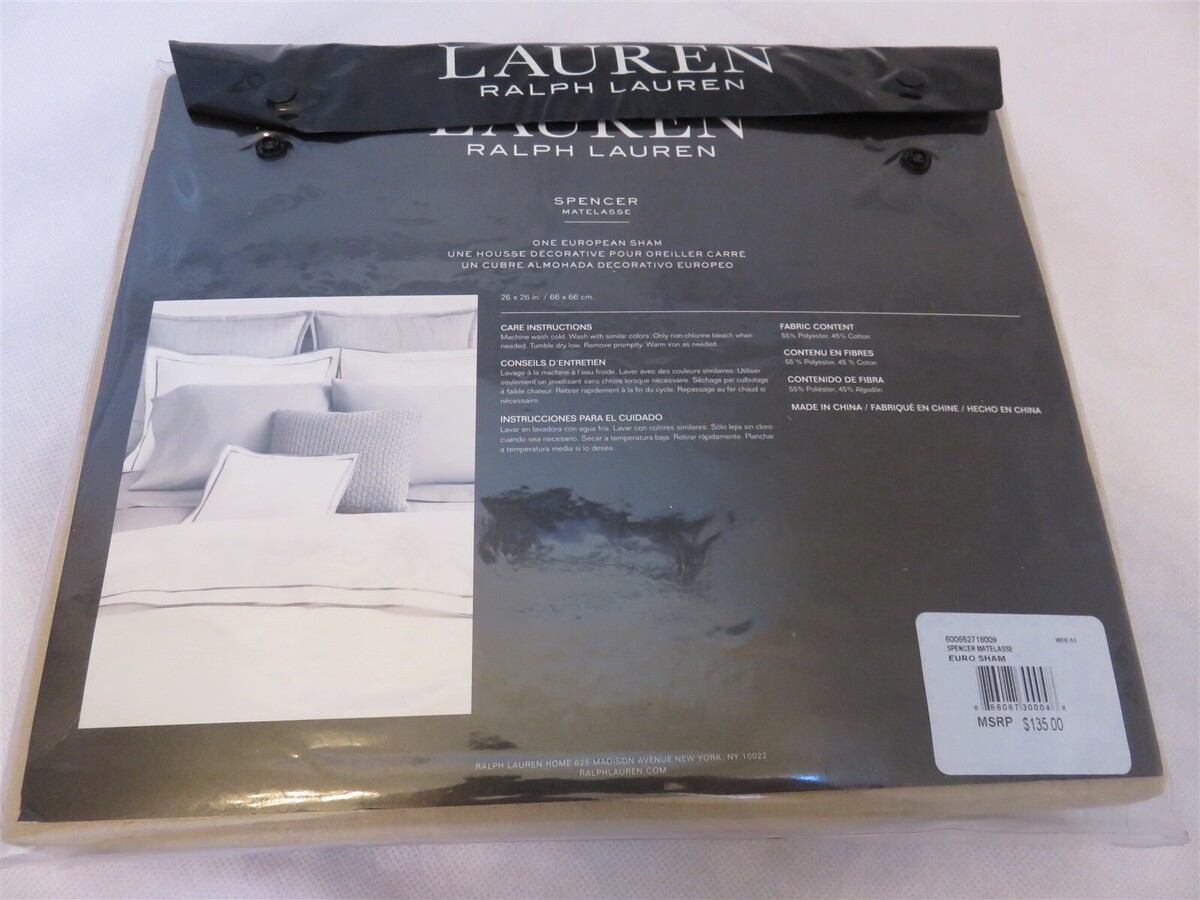 LAUREN
RALPH LAUREN
LAUREN
RALPH LAUREN
SPENCER
MATELASSE
ONE EUROPEAN SHAM
UNE HOUSSE DÉCORATIVE POUR OREILLER CARRÉ
UN CUBRE ALMOHADA DECORATIVO EUROPEO
26 x 26 in. / 66 x 66 cm.
CARE INSTRUCTIONS
Machine wash cold. Wash with similar colors. Only non-chlorine bleach when
needed. Tumble dry low. Remove promptly. Warm iron as needed.
CONSEILS D'ENTRETIEN
Lavage à la machine à l'eau froide. Laver avec des couleurs similaires. Utiliser
seulement un javellisant sans chlore lorsque nécessaire. Séchage par culbutage
à faible chaleur. Retirer rapidement à la fin du cycle. Repassage au fer chaud si
nécessaire.
INSTRUCCIONES PARA EL CUIDADO
Lavar en lavadora con agua fría. Lavar con colores similares. Sólo lejía sin cloro
cuando sea necesario. Secar a temperatura baja. Retirar rápidamente. Planchar
a temperatura media si lo desea.
FABRIC CONTENT
55% Polyester, 45% Cotton
CONTENU EN FIBRES
55 % Polyester, 45 % Coton
CONTENIDO DE FIBRA
55% Poliéster, 45% Algodón
MADE IN CHINA / FABRIQUÉ EN CHINE / HECHO EN CHINA
600652718009
SPENCER MATELASSE
EURO SHAM
8 86087 30004 8
MSRP $135.00
RALPH LAUREN HOME 625 MADISON AVENUE NEW YORK, NY 10022
RALPHLAUREN.COM